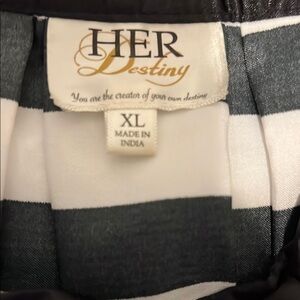 HER
Destiny
You are the creator of your own destiny
XL
MADE IN
INDIA